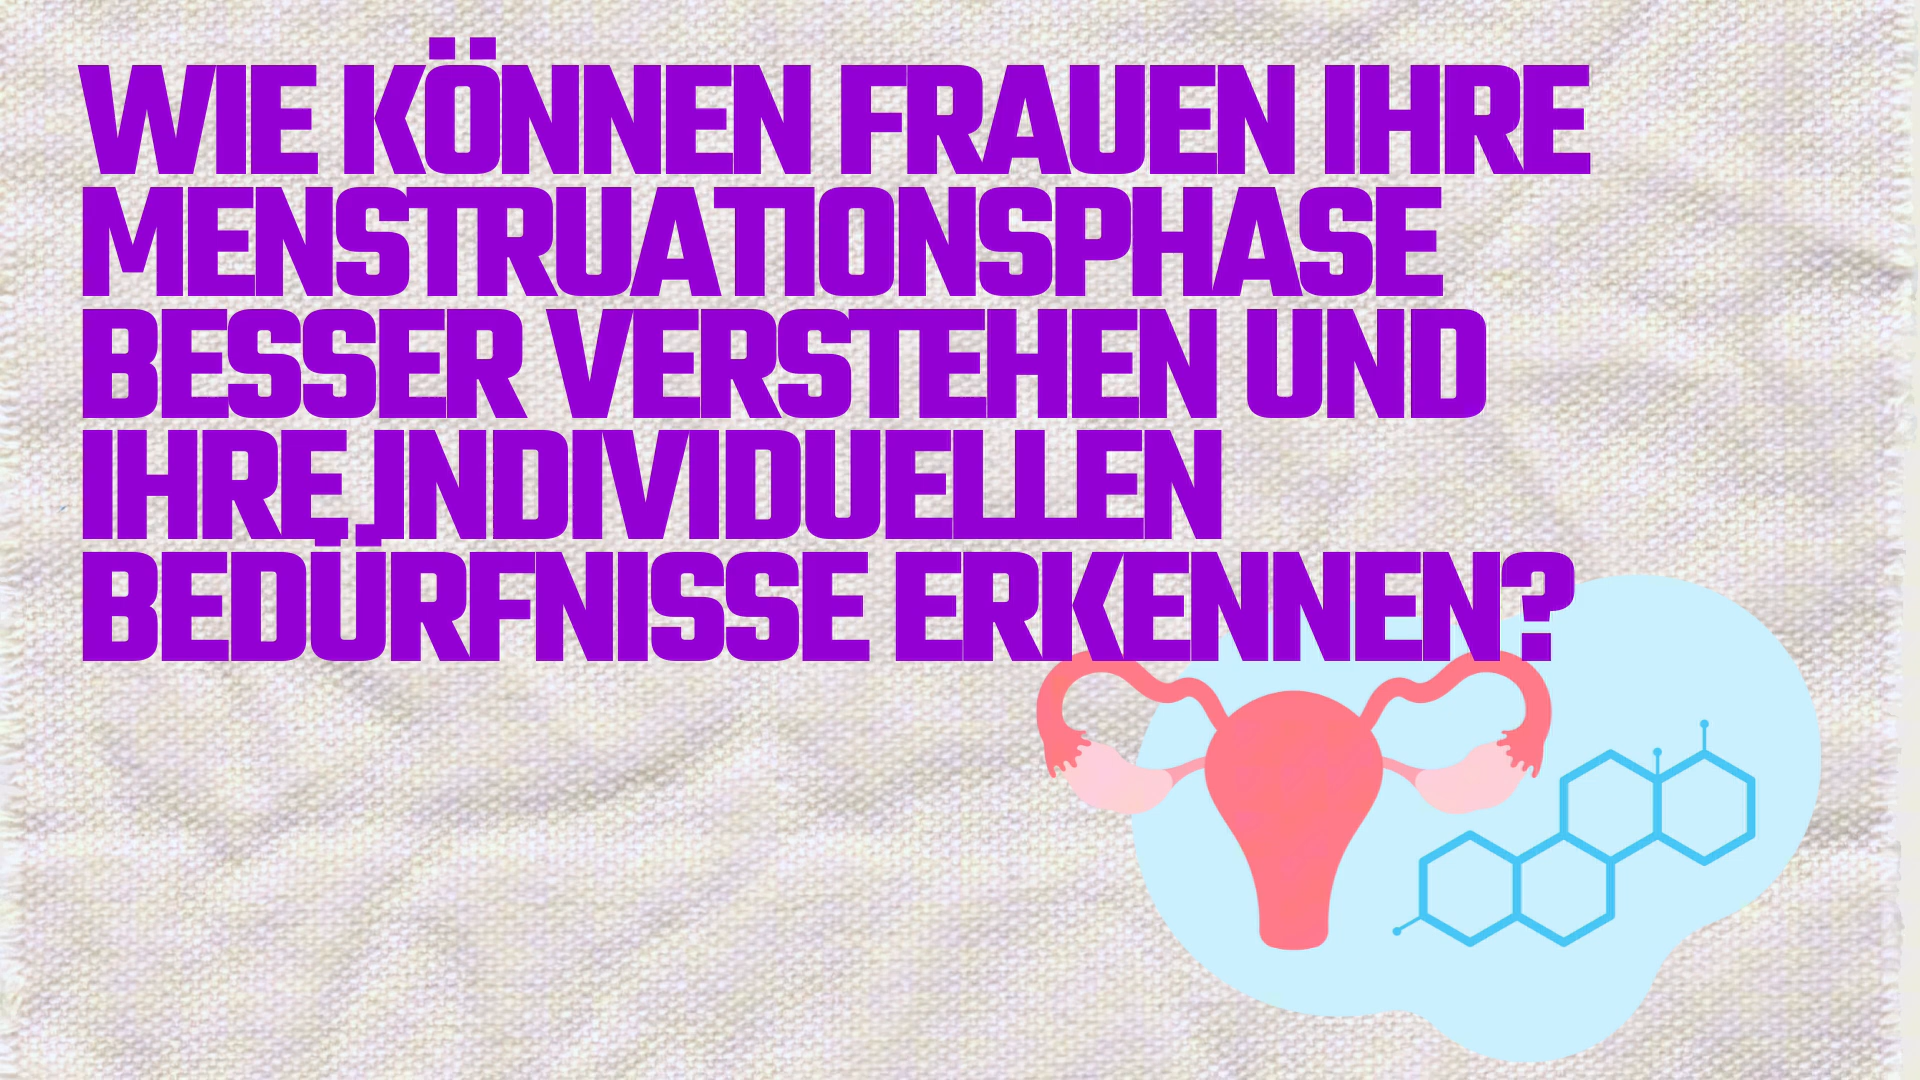 WIE KÖNNEN FRAUEN IHRE
MENSTRUATIONSPHASE
BESSER VERSTEHEN UND
IHRE INDIVIDUELLEN
BEDÜRFNISSE ERKENNEN?